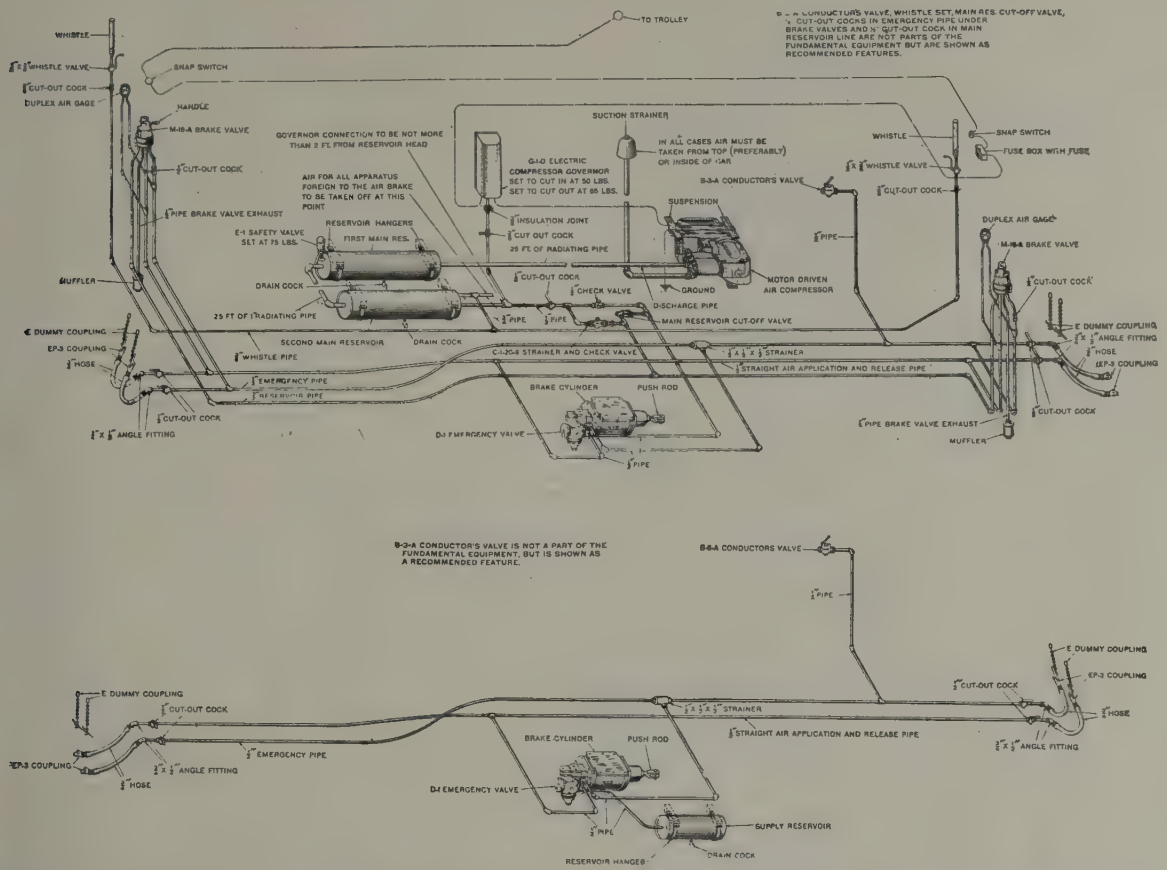 TO TROLLEY
CONDUCTOR'S VALVE, WHISTLE SET, MAIN RES. CUT-OFF VALVE,
CUT-OUT COCKS IN EMERGENCY PIPE UNDER
BRAKE VALVES AND CUT-OUT COCK IN MAIN
RESERVOIR LINE ARE NOT PARTS OF THE
FUNDAMENTAL EQUIPMENT BUT ARE SHOWN AS
RECOMMENDED FEATURES.
WHISTLE
WHISTLE VALVE
SNAP SWITCH
CUT-OUT COCK
DUPLEX AIR GAGE
HANDLE
M-18-A BRAKE VALVE
CUT-OUT COCK
PIPE BRAKE VALVE EXHAUST
MUFFLER
GOVERNOR CONNECTION TO BE NOT MORE
THAN 2 FT. FROM RESERVOIR HEAD
AIR FOR ALL APPARATUS
FOREIGN TO THE AIR BRAKE
TO BE TAKEN OFF AT THIS
POINT
RESERVOIR HANGERS
E-1 SAFETY VALVE
SET AT 75 LBS.
FIRST MAIN RES.
DRAIN COCK
25 FT OF RADIATING PIPE
SECOND MAIN RESERVOIR
DRAIN COCK
ELECTRIC
COMPRESSOR GOVERNOR
SET TO CUT IN AT 50 LBS.
SET TO CUT OUT AT 65 LBS.
INSULATION JOINT
CUT OUT COCK
25 FT OF RADIATING PIPE
SUCTION STRAINER
IN ALL CASES AIR MUST BE
TAKEN FROM TOP (PREFERABLY)
OR INSIDE OF CAR
SUSPENSION
GROUND
MOTOR DRIVEN
AIR COMPRESSOR
CUT-OUT COCK
CHECK VALVE
DISCHARGE PIPE
MAIN RESERVOIR CUT-OFF VALVE
PIPE
PIPE
STRAINER AND CHECK VALVE
B-3-A CONDUCTOR'S VALVE
PIPE
WHISTLE
SNAP SWITCH
FUSE BOX WITH FUSE
WHISTLE VALVE
CUT-OUT COCK
DUPLEX AIR GAGE
BRAKE VALVE
CUT-OUT COCK
E DUMMY COUPLING
ANGLE FITTING
HOSE
EP-3 COUPLING
CUT-OUT COCK
PIPE BRAKE VALVE EXHAUST
MUFFLER
E DUMMY COUPLING
EP-3 COUPLING
HOSE
WHISTLE PIPE
EMERGENCY PIPE
RESERVOIR PIPE
CUT-OUT COCK
ANGLE FITTING
STRAINER
STRAIGHT AIR APPLICATION AND RELEASE PIPE
BRAKE CYLINDER
PUSH ROD
D-1 EMERGENCY VALVE
PIPE
B-3-A CONDUCTOR'S VALVE IS NOT A PART OF THE
FUNDAMENTAL EQUIPMENT, BUT IS SHOWN AS
A RECOMMENDED FEATURE.
CONDUCTORS VALVE
PIPE
E DUMMY COUPLING
CUT-OUT COCK
EP-3 COUPLING
HOSE
ANGLE FITTING
EMERGENCY PIPE
STRAINER
STRAIGHT AIR APPLICATION AND RELEASE PIPE
CUT-OUT COCK
E DUMMY COUPLING
COUPLING
HOSE
ANGLE FITTING
BRAKE CYLINDER
PUSH ROD
D-1 EMERGENCY VALVE
PIPE
SUPPLY RESERVOIR
DRAIN COCK
RESERVOIR HANGER